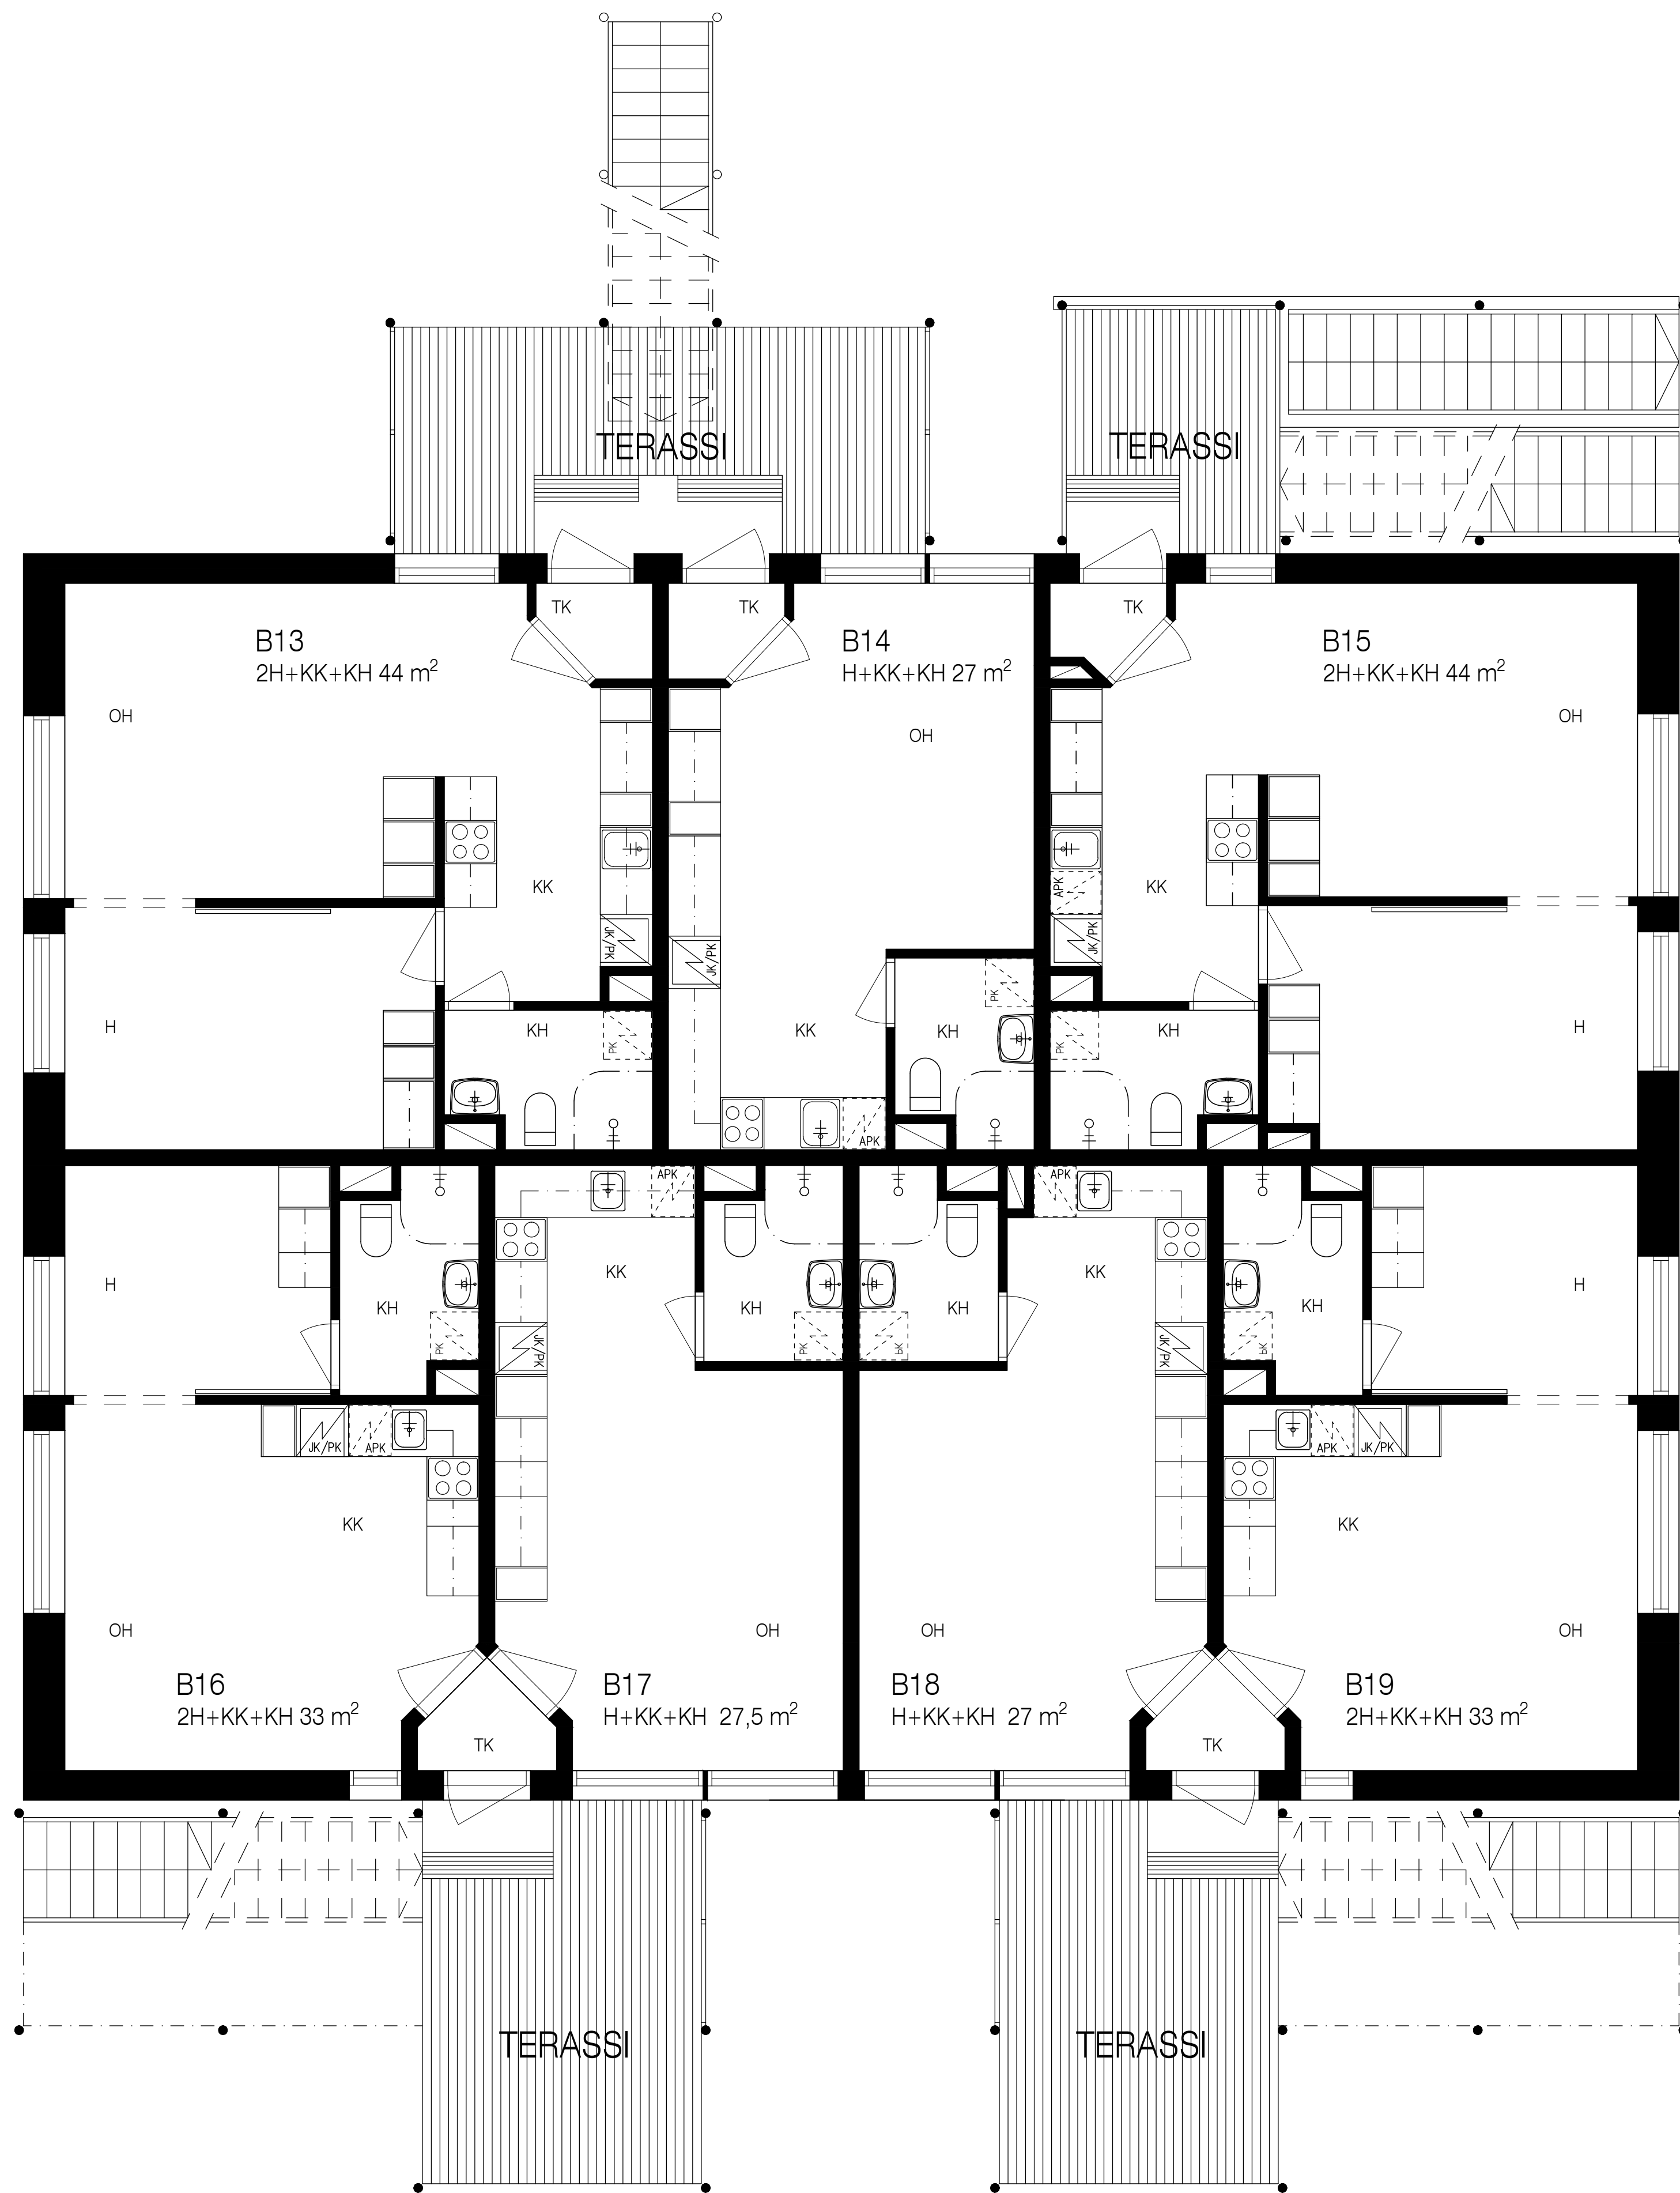 TERASSI
TERASSI
TK
TK
TK
B13
2H+KK+KH 44 m²
B14
H+KK+KH 27 m²
B15
2H+KK+KH 44 m²
OH
OH
OH
KK
APK
KK
JK/PK
JK/PK
JK/PK
H
KH
PK
KK
KH
PK
PK
KH
H
APK
APK
APK
H
KK
KK
H
KH
KH
KH
KH
PK
JK/PK
PK
PK
JK/PK
PK
JK/PK
APK
APK
JK/PK
KK
KK
OH
OH
OH
OH
B16
2H+KK+KH 33 m²
B17
H+KK+KH 27,5 m²
B18
H+KK+KH 27 m²
B19
2H+KK+KH 33 m²
TK
TK
TERASSI
TERASSI